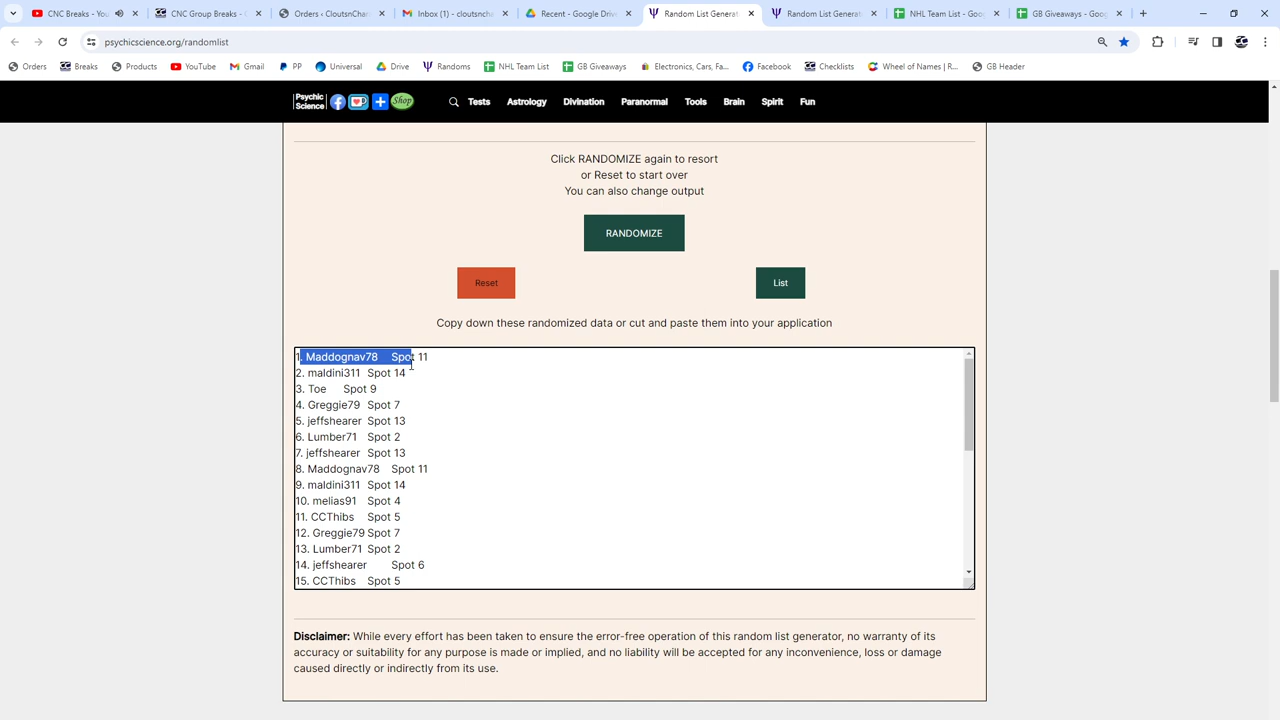 CNC Breaks - You
CNC Group Breaks - 
Orders ‹ CloutsnCha
Inbox (1) - cloutsncha
Recent - Google Driv
Random List Generat
Random List Generat
NHL Team List - Goo
GB Giveaways - Goog
psychicscience.org/randomlist
Orders
Breaks
Products
YouTube
Gmail
PP
Universal
Drive
Randoms
NHL Team List
GB Giveaways
Electronics, Cars, Fa...
Facebook
Checklists
Wheel of Names | R...
GB Header
Psychic
Science
Shop
Tests
Astrology
Divination
Paranormal
Tools
Brain
Spirit
Fun
Click RANDOMIZE again to resort
or Reset to start over
You can also change output
RANDOMIZE
Reset
List
Copy down these randomized data or cut and paste them into your application
1. Maddognav78 Spot 11
2. maldini311 Spot 14
3. Toe Spot 9
4. Greggie79 Spot 7
5. jeffshearer Spot 13
6. Lumber71 Spot 2
7. jeffshearer Spot 13
8. Maddognav78 Spot 11
9. maldini311 Spot 14
10. melias91 Spot 4
11. CCThibs Spot 5
12. Greggie79 Spot 7
13. Lumber71 Spot 2
14. jeffshearer Spot 6
15. CCThibs Spot 5
Disclaimer: While every effort has been taken to ensure the error-free operation of this random list generator, no warranty of its
accuracy or suitability for any purpose is made or implied, and no liability will be accepted for any inconvenience, loss or damage
caused directly or indirectly from its use.